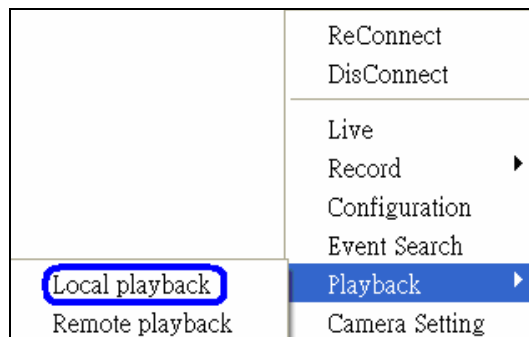 ReConnect
DisConnect
Live
Record
Configuration
Event Search
Playback
Local playback
Remote playback
Camera Setting